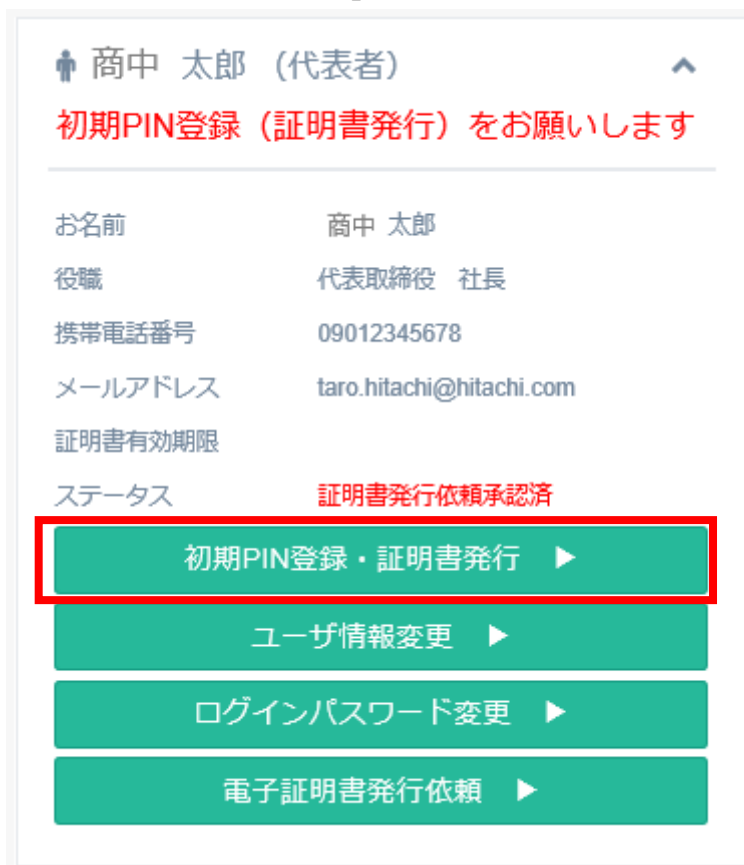 商中 太郎 (代表者)
初期PIN登録（証明書発行）をお願いします
お名前 商中 太郎
役職 代表取締役 社長
携帯電話番号 09012345678
メールアドレス taro.hitachi@hitachi.com
証明書有効期限
ステータス 証明書発行依頼承認済
初期PIN登録・証明書発行 ▶
ユーザ情報変更 ▶
ログインパスワード変更 ▶
電子証明書発行依頼 ▶